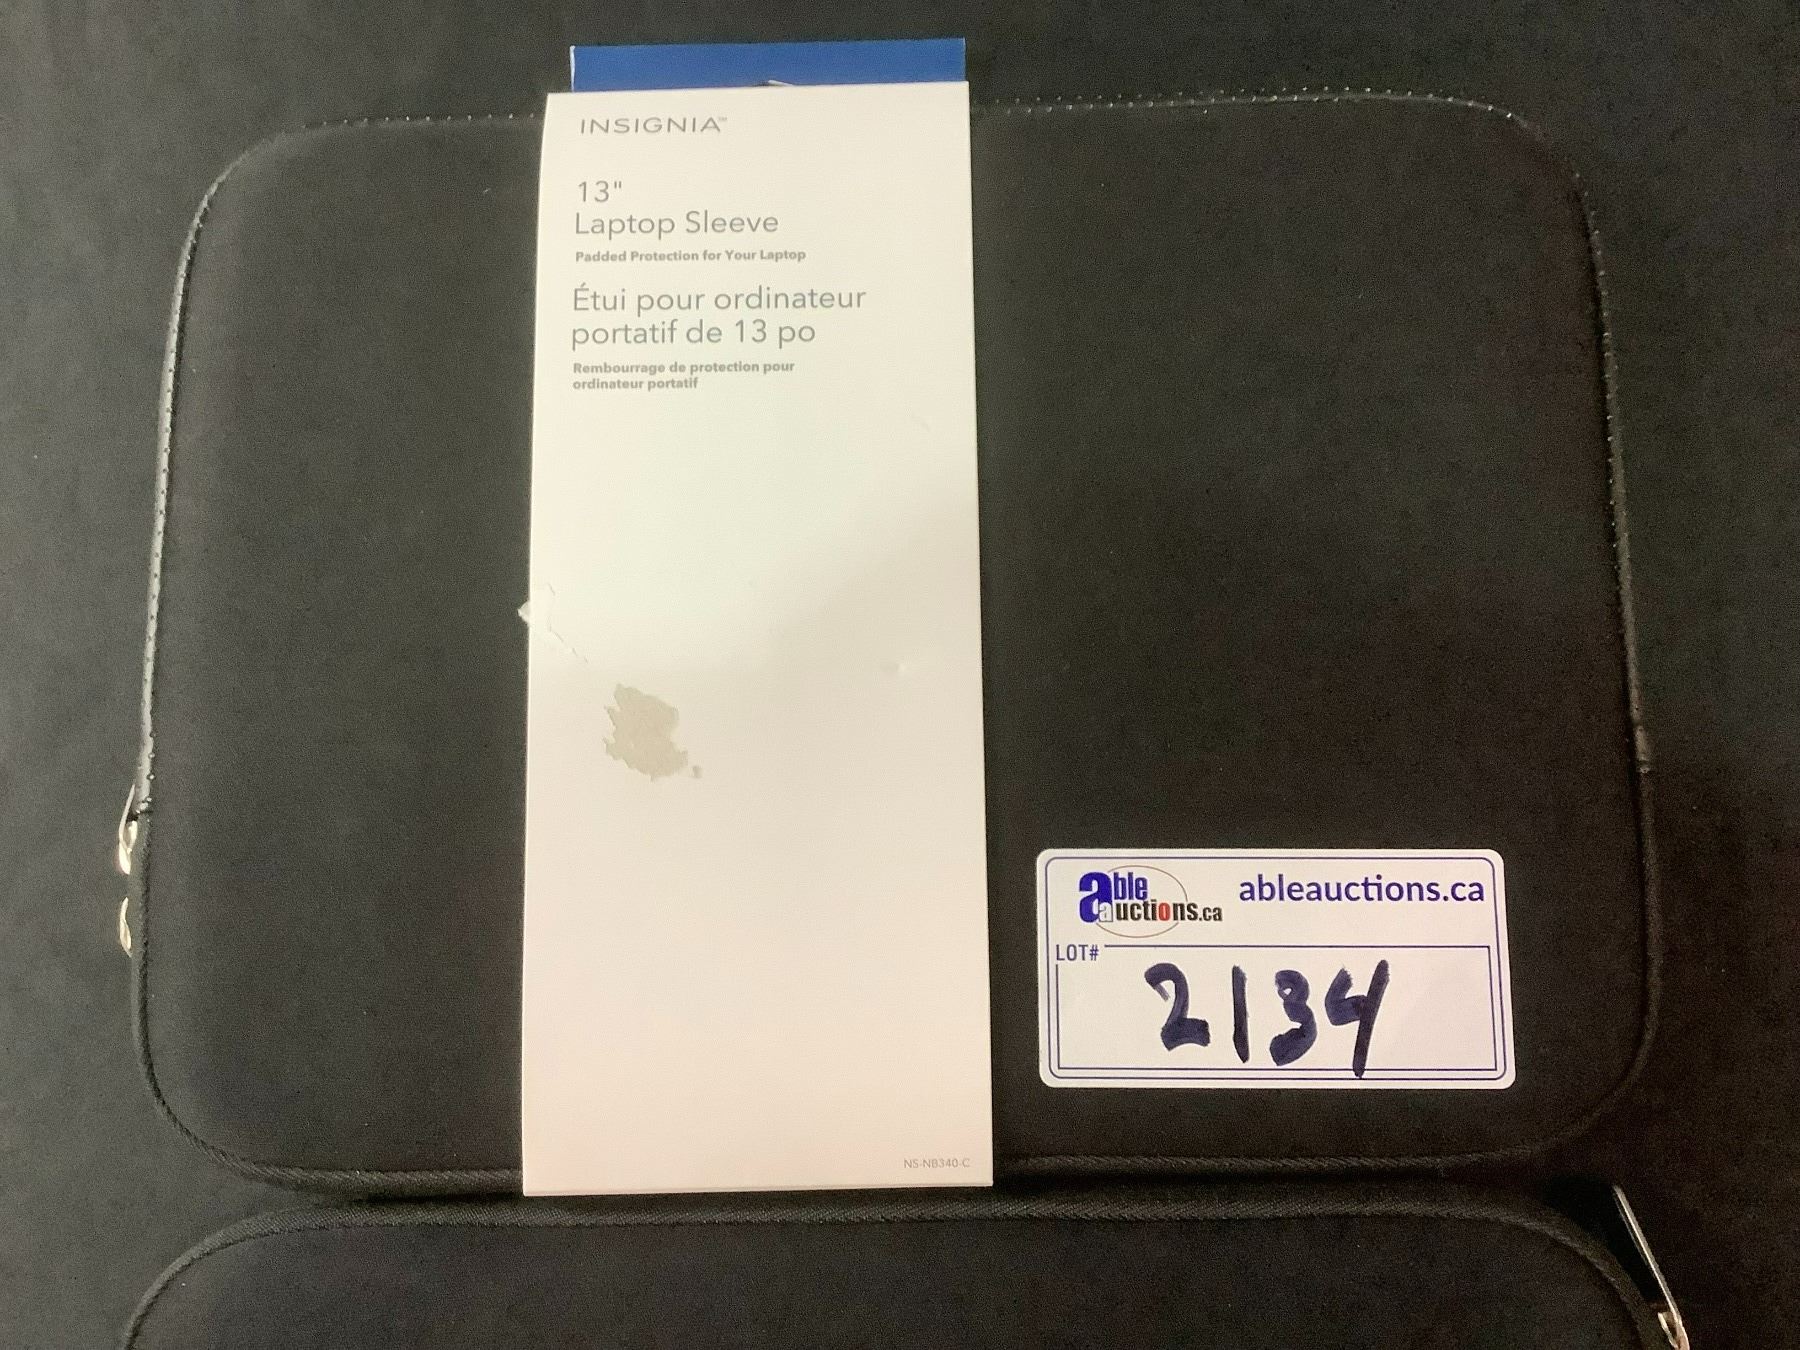 INSIGNIA™
13"
Laptop Sleeve
Padded Protection for Your Laptop
Étui pour ordinateur
portatif de 13 po
Rembourrage de protection pour
ordinateur portatif
NS-NB340-C
able auctions.ca
ableauctions.ca
LOT#
2134